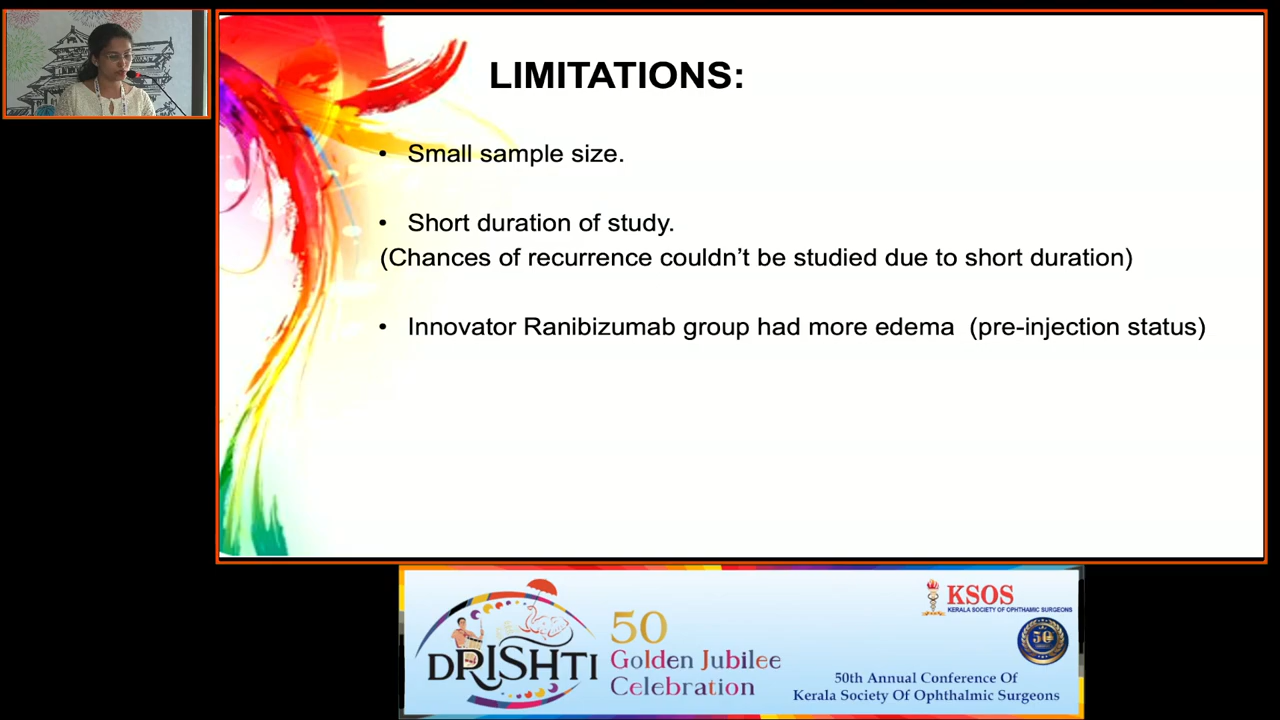 LIMITATIONS:
• Small sample size.
• Short duration of study.
(Chances of recurrence couldn’t be studied due to short duration)
• Innovator Ranibizumab group had more edema (pre-injection status)
DRISHTI
50
Golden Jubilee
Celebration
KSOS
KERALA SOCIETY OF OPHTHAMIC SURGEONS
50
50th Annual Conference Of
Kerala Society Of Ophthalmic Surgeons